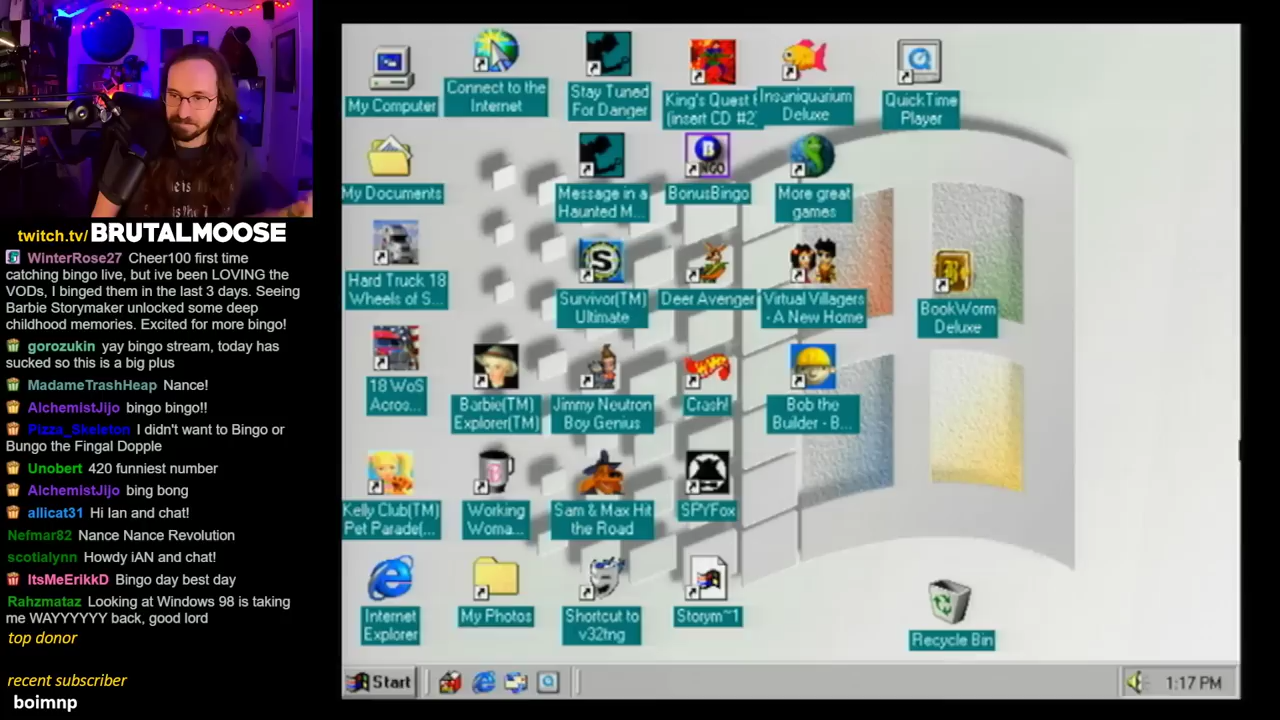 twitch.tv/BRUTALMOOSE
WinterRose27 Cheer100 first time
catching bingo live, but ive been LOVING the
VODs, I binged them in the last 3 days. Seeing
Barbie Storymaker unlocked some deep
childhood memories. Excited for more bingo!
gorozukin yay bingo stream, today has
sucked so this is a big plus
MadameTrashHeap Nance!
AlchemistJijo bingo bingo!!
Pizza_Skeleton I didn't want to Bingo or
Bungo the Fingal Dopple
Unobert 420 funniest number
AlchemistJijo bing bong
allicat31 Hi Ian and chat!
Nefmar82 Nance Nance Revolution
scotialynn Howdy iAN and chat!
ItsMeErikkD Bingo day best day
Rahzmataz Looking at Windows 98 is taking
me WAYYYYYY back, good lord
top donor
recent subscriber
boimnp
My Computer
Connect to the
Internet
Stay Tuned
For Danger
King's Quest
(insert CD #2)
Insaniquarium
Deluxe
QuickTime
Player
My Documents
Message in a
Haunted M...
BINGO
BonusBingo
More great
games
Hard Truck 18
Wheels of S...
Survivor(TM)
Ultimate
Deer Avenger
Virtual Villagers
- A New Home
BookWorm
Deluxe
18 WoS
Acros...
Barbie(TM)
Explorer(TM)
Jimmy Neutron
Boy Genius
Crash!
Bob the
Builder - B...
Kelly Club(TM)
Pet Parade(...
Working
Woma...
Sam & Max Hit
the Road
SPYFox
Internet
Explorer
My Photos
Shortcut to
v32tng
Storym~1
Recycle Bin
Start
1:17 PM